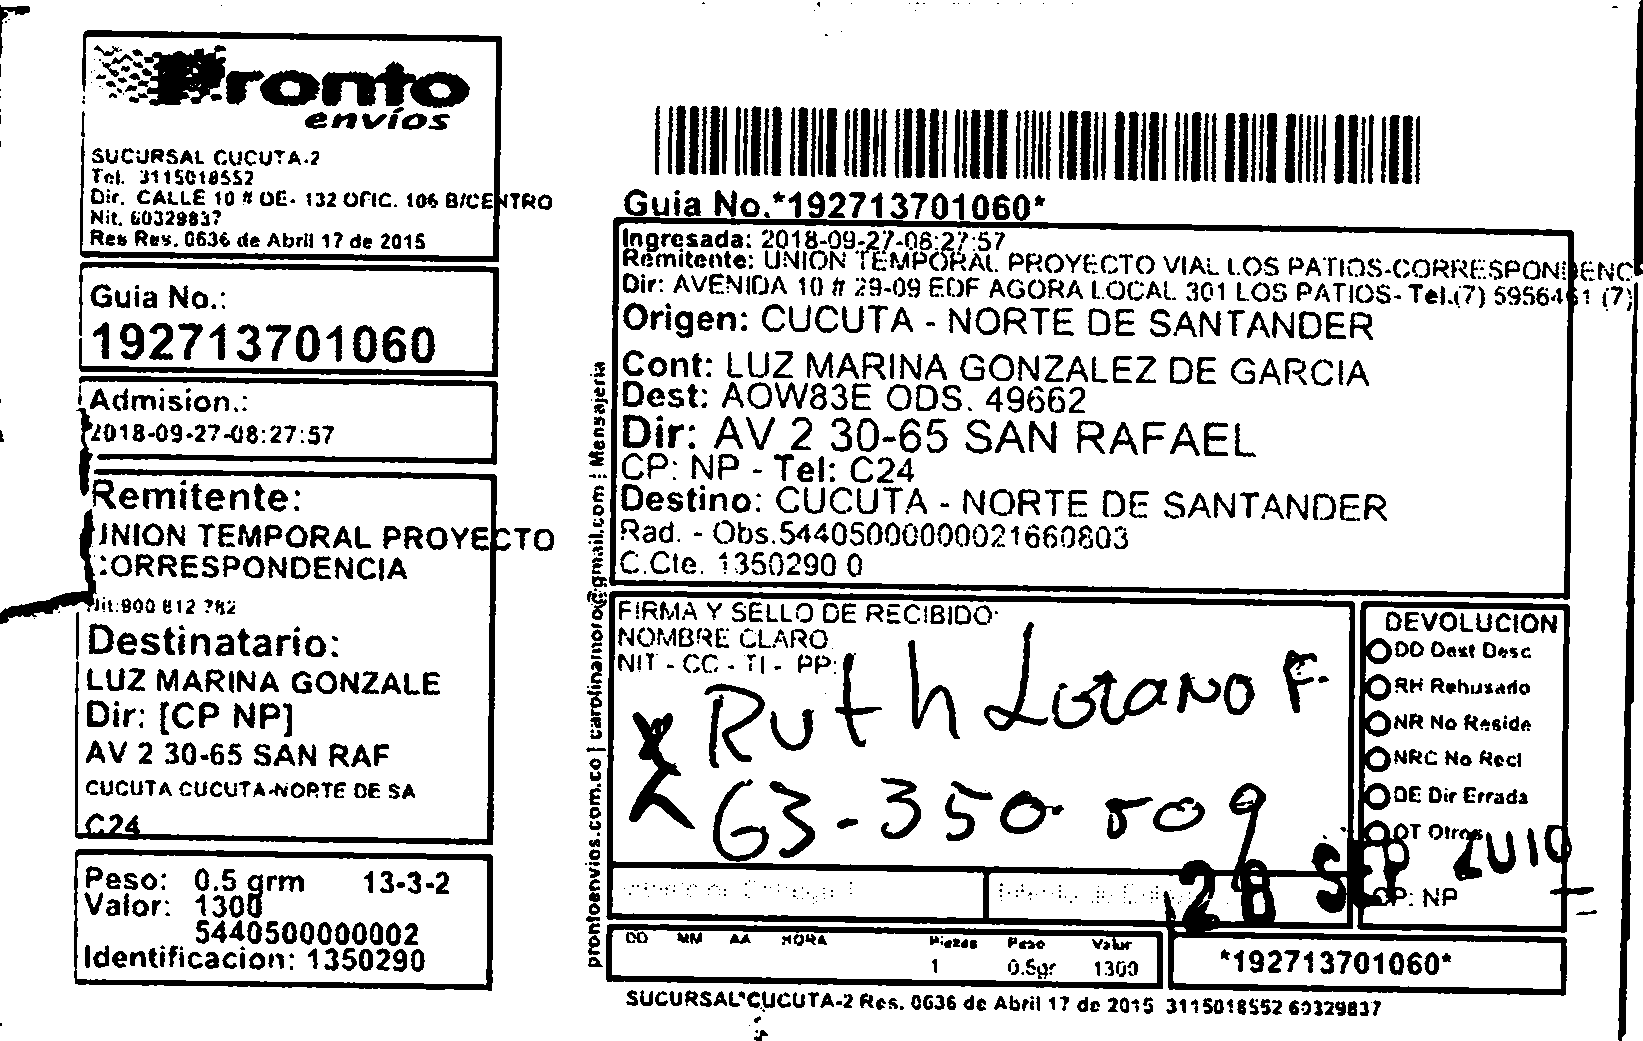 Pronto
envíos
SUCURSAL CUCUTA-2
Tel. 3115018552
Dir. CALLE 10 # OE- 132 OFIC. 106 B/CENTRO
Nit. 60329837
Res Res. 0636 de Abril 17 de 2015
Guia No.:
192713701060
Admision.:
2018-09-27-08:27:57
Remitente:
UNION TEMPORAL PROYECTO
CORRESPONDENCIA
Nit:900 812 782
Destinatario:
LUZ MARINA GONZALE
Dir: [CP NP]
AV 2 30-65 SAN RAF
CUCUTA CUCUTA-NORTE DE SA
C24
Peso: 0.5 grm 13-3-2
Valor: 1300
5440500000002
Identificacion: 1350290
prontoenvios.com.co | carolinamoro@gmail.com | Mensajeria
Guia No.*192713701060*
Ingresada: 2018-09-27-08:27:57
Remitente: UNION TEMPORAL PROYECTO VIAL LOS PATIOS-CORRESPONDENC
Dir: AVENIDA 10 # 29-09 EDF AGORA LOCAL 301 LOS PATIOS- Tel.(7) 5956461 (7)
Origen: CUCUTA - NORTE DE SANTANDER
Cont: LUZ MARINA GONZALEZ DE GARCIA
Dest: AOW83E ODS. 49662
Dir: AV 2 30-65 SAN RAFAEL
CP: NP - Tel: C24
Destino: CUCUTA - NORTE DE SANTANDER
Rad. - Obs.544050000000021660803
C.Cte. 1350290 0
FIRMA Y SELLO DE RECIBIDO:
NOMBRE CLARO
NIT - CC - TI - PP:
Ruth Lozano F.
63-350.509
28 SEP
DEVOLUCION
DD Dest Desc
RH Rehusado
NR No Reside
NRC No Recl
DE Dir Errada
OT Otros
CP: NP
DD MM AA HORA Piezas Peso Valor
1 0.5gr 1300
*192713701060*
SUCURSAL*CUCUTA-2 Res. 0636 de Abril 17 de 2015 3115018552 60329837